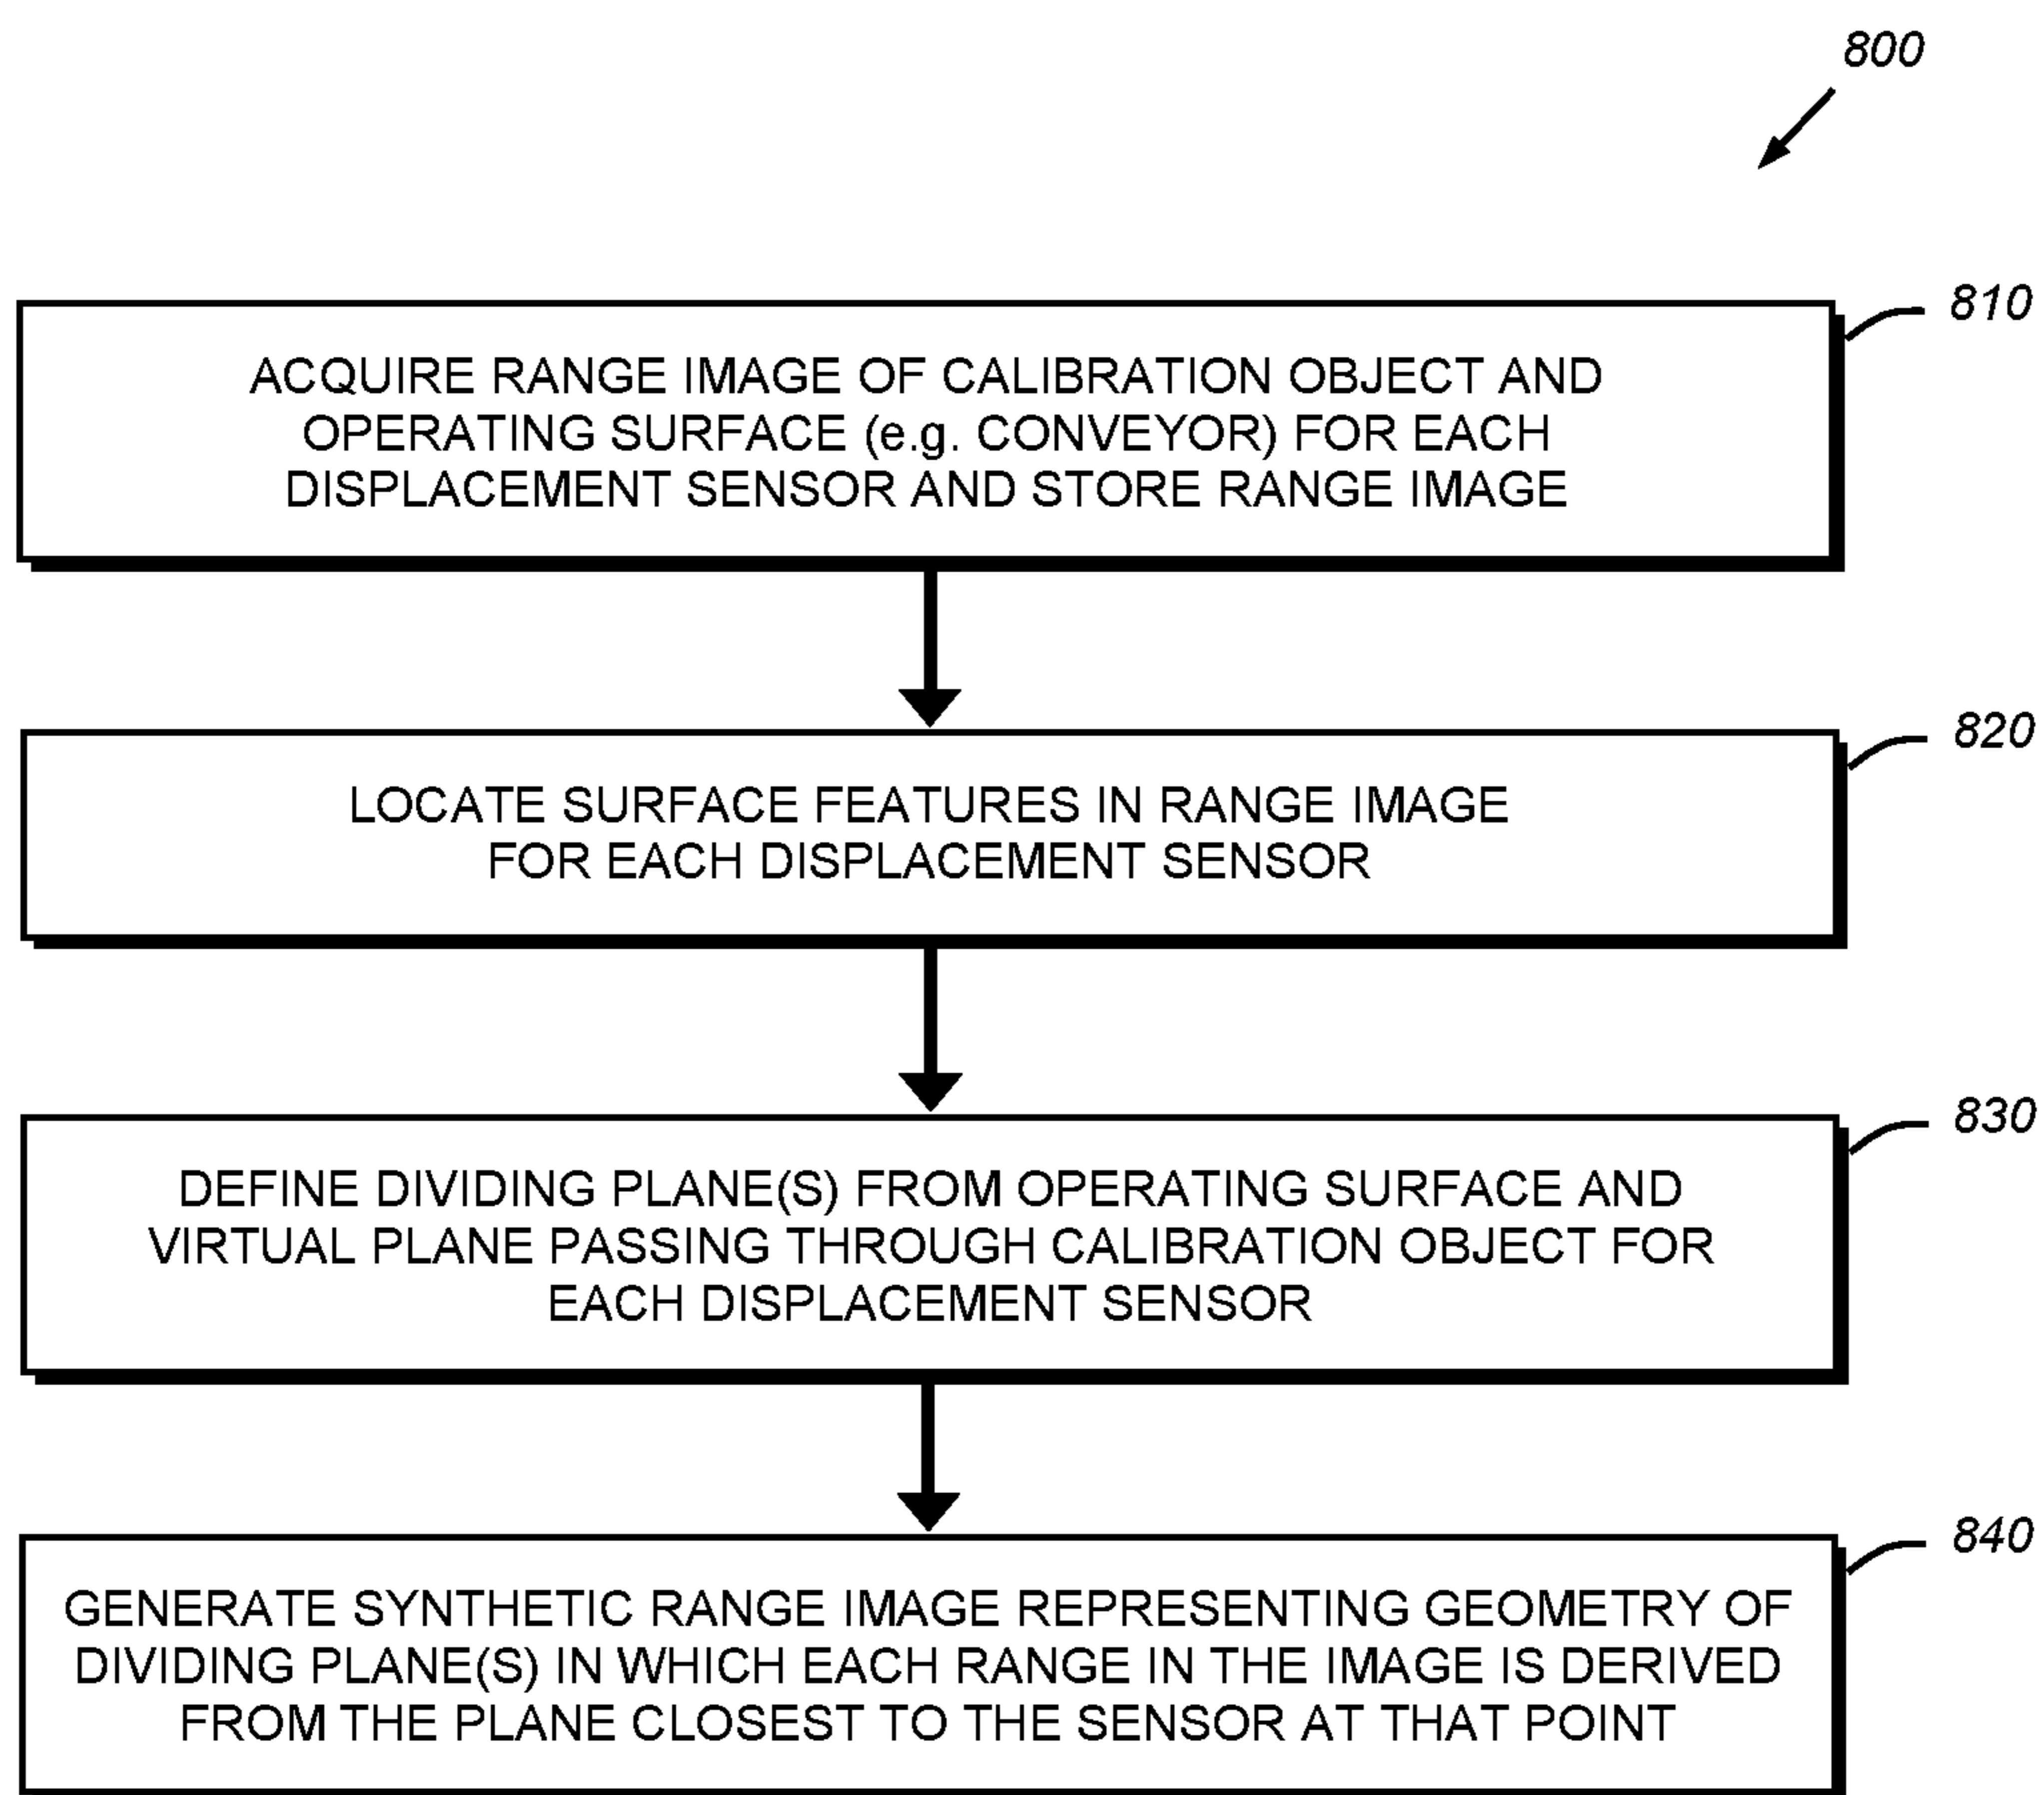 800
810
ACQUIRE RANGE IMAGE OF CALIBRATION OBJECT AND
OPERATING SURFACE (e.g. CONVEYOR) FOR EACH
DISPLACEMENT SENSOR AND STORE RANGE IMAGE
820
LOCATE SURFACE FEATURES IN RANGE IMAGE
FOR EACH DISPLACEMENT SENSOR
830
DEFINE DIVIDING PLANE(S) FROM OPERATING SURFACE AND
VIRTUAL PLANE PASSING THROUGH CALIBRATION OBJECT FOR
EACH DISPLACEMENT SENSOR
840
GENERATE SYNTHETIC RANGE IMAGE REPRESENTING GEOMETRY OF
DIVIDING PLANE(S) IN WHICH EACH RANGE IN THE IMAGE IS DERIVED
FROM THE PLANE CLOSEST TO THE SENSOR AT THAT POINT